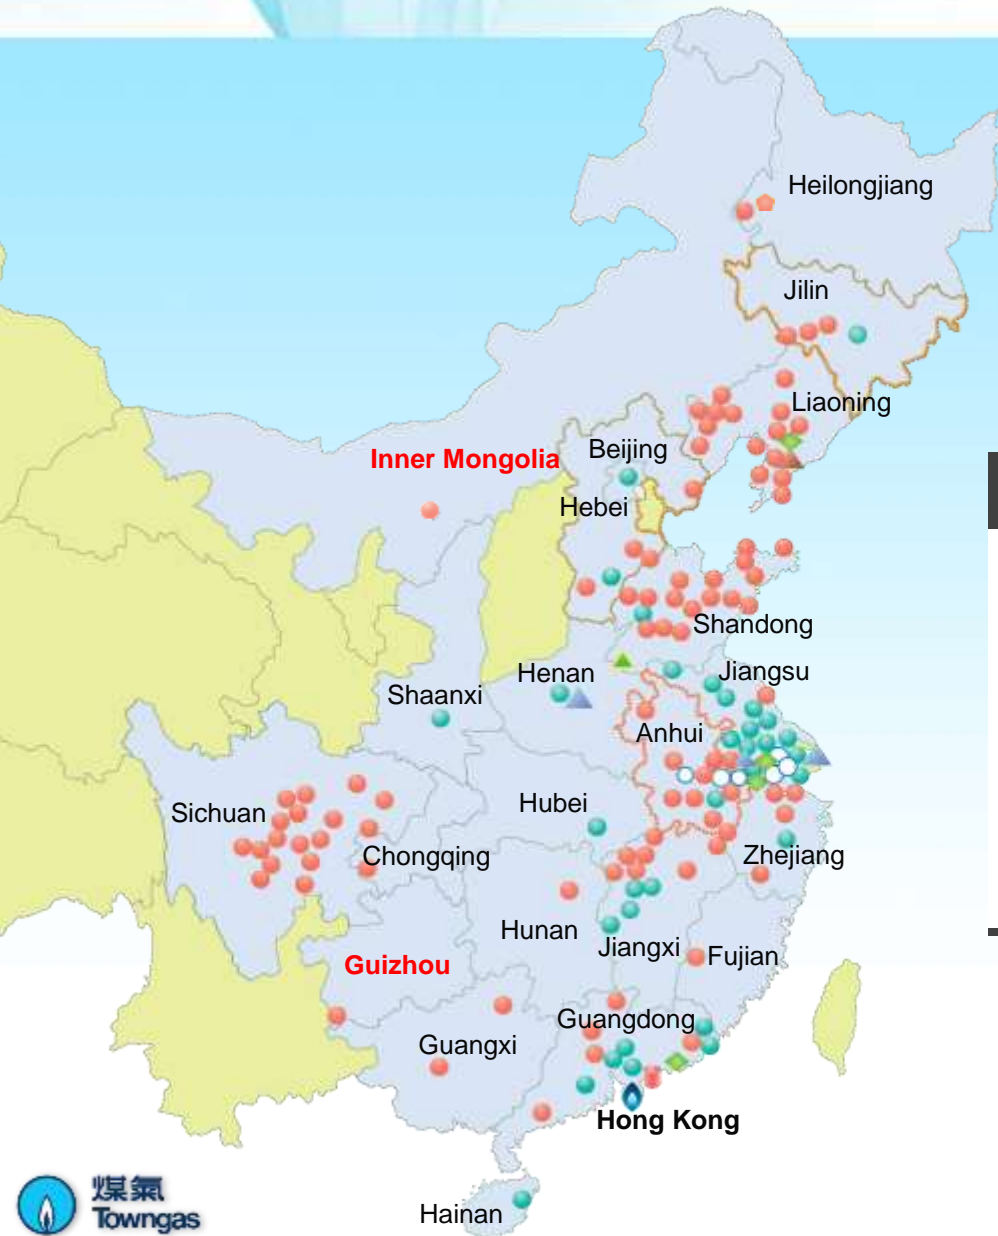 Heilongjiang
Jilin
Liaoning
Beijing
Inner Mongolia
Hebei
Shandong
Jiangsu
Henan
Shaanxi
Anhui
Hubei
Sichuan
Chongqing
Zhejiang
Hunan
Jiangxi
Fujian
Guizhou
Guangdong
Guangxi
Hong Kong
煤氣
Towngas
Hainan